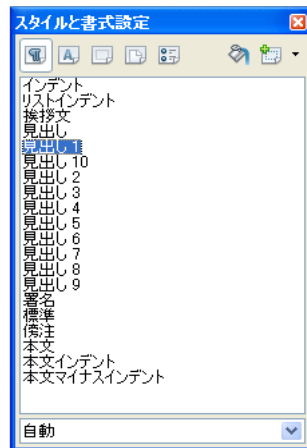 スタイルと書式設定
インデント
リストインデント
挨拶文
見出し
見出し 1
見出し 10
見出し 2
見出し 3
見出し 4
見出し 5
見出し 6
見出し 7
見出し 8
見出し 9
署名
標準
傍注
本文
本文インデント
本文マイナスインデント
自動